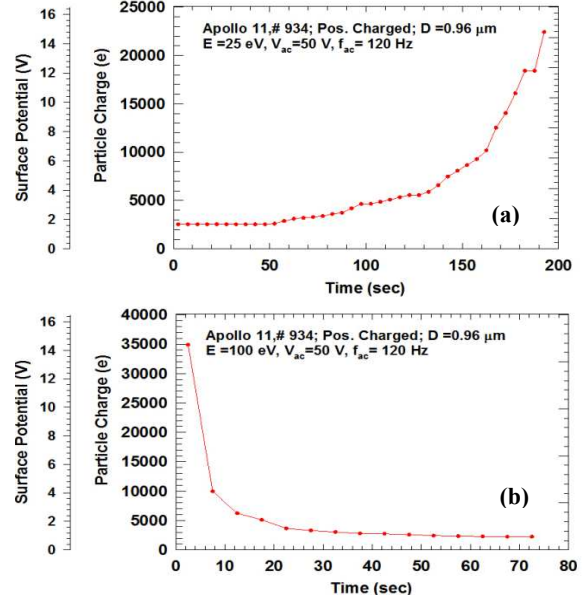 Apollo 11,# 934; Pos. Charged; D =0.96 μm
E =25 eV, Vac=50 V, fac= 120 Hz
Surface Potential (V)
16
14
12
10
8
6
4
2
0
Particle Charge (e)
25000
20000
15000
10000
5000
0
(a)
0 50 100 150 200
Time (sec)
Apollo 11,# 934; Pos. Charged; D =0.96 μm
E =100 eV, Vac=50 V, fac= 120 Hz
Surface Potential (V)
16
14
12
10
8
6
4
2
0
Particle Charge (e)
40000
35000
30000
25000
20000
15000
10000
5000
0
(b)
0 10 20 30 40 50 60 70 80
Time (sec)